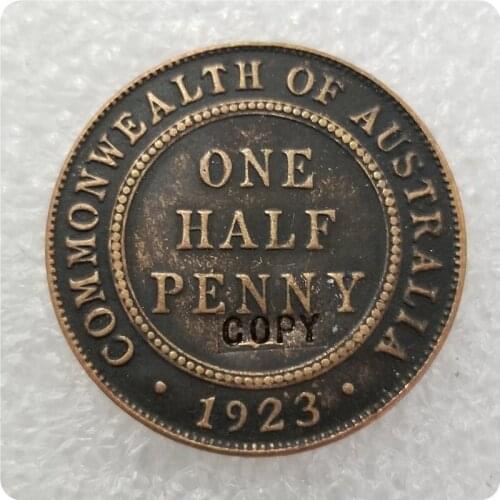 COMMONWEALTH OF AUSTRALIA
ONE
HALF
PENNY
COPY
· 1923 ·